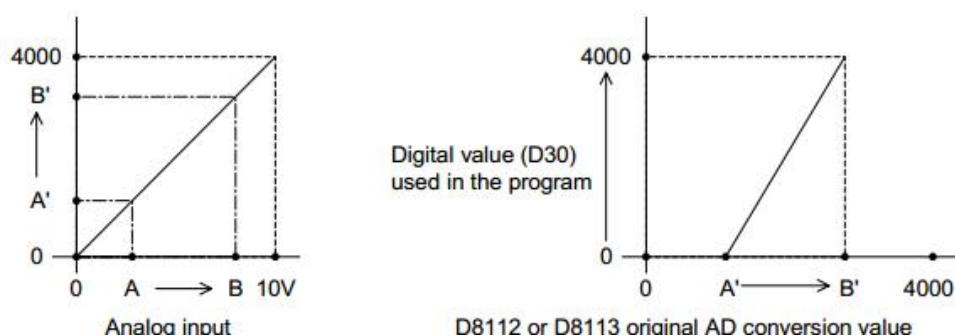 4000
B'
A'
0
0 A B 10V
Analog input
4000
Digital value (D30)
used in the program
0
0 A' B' 4000
D8112 or D8113 original AD conversion value